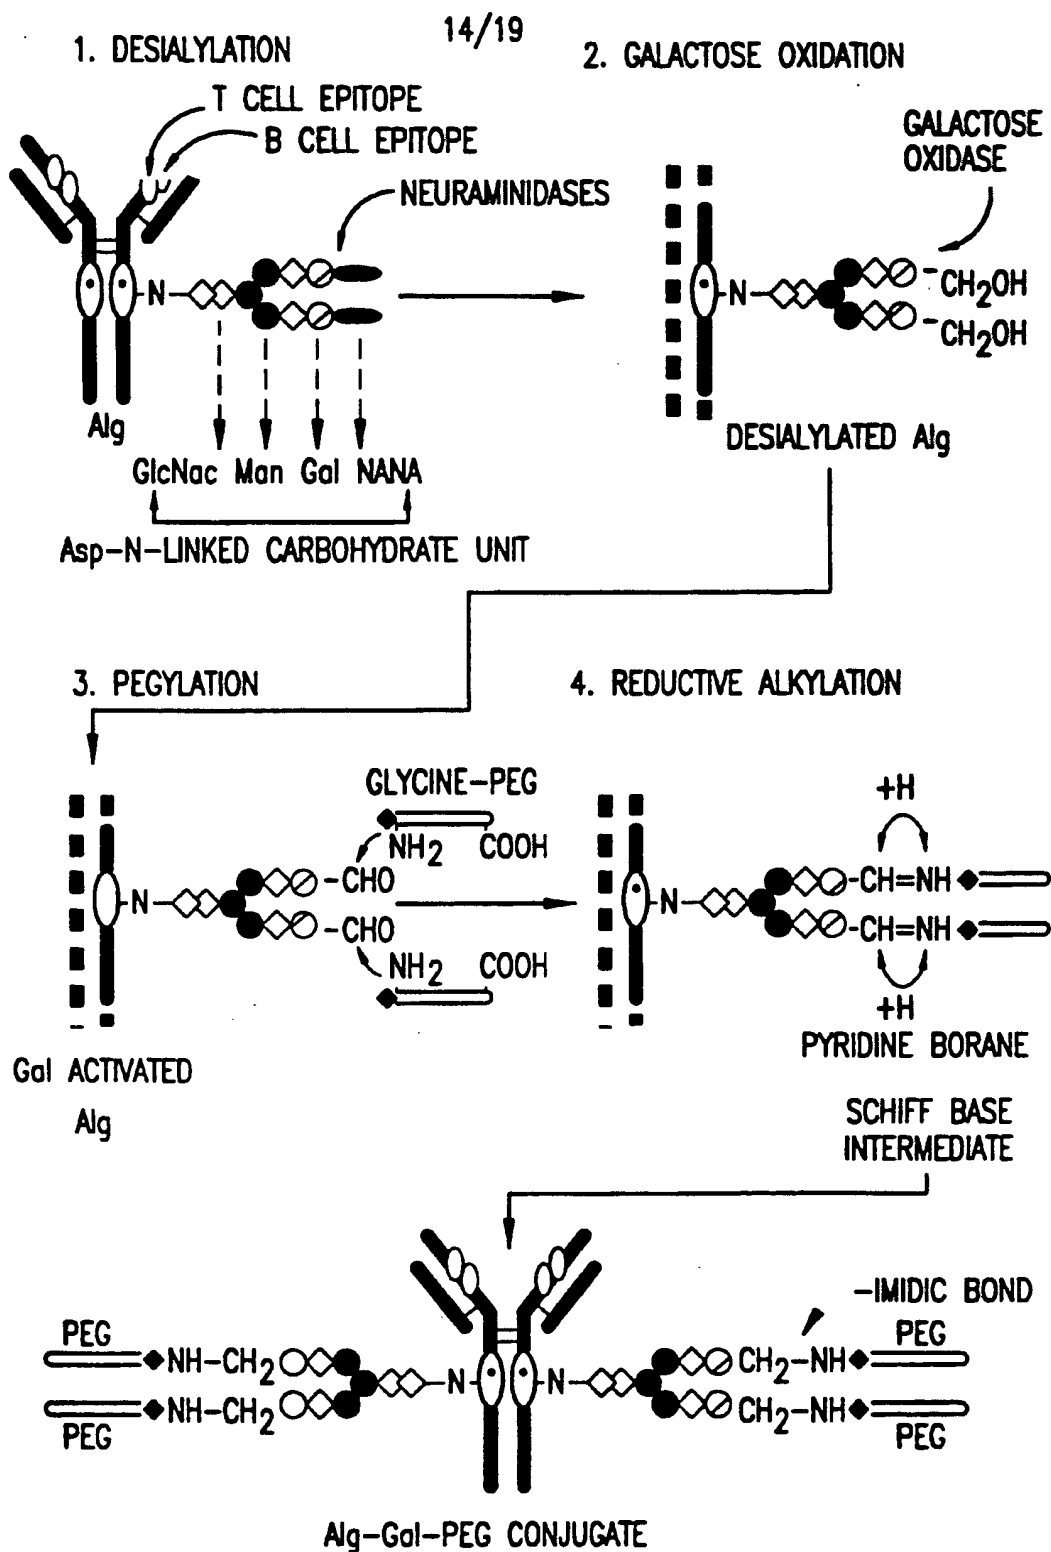 14/19
1. DESIALYLATION
T CELL EPITOPE
B CELL EPITOPE
NEURAMINIDASES
N
AIg
GlcNac Man Gal NANA
Asp-N-LINKED CARBOHYDRATE UNIT
2. GALACTOSE OXIDATION
GALACTOSE
OXIDASE
N
-CH2OH
-CH2OH
DESIALYLATED AIg
3. PEGYLATION
GLYCINE-PEG
NH2 COOH
-CHO
N
-CHO
NH2 COOH
Gal ACTIVATED
AIg
4. REDUCTIVE ALKYLATION
+H
-CH=NH
N
-CH=NH
+H
PYRIDINE BORANE
SCHIFF BASE
INTERMEDIATE
-IMIDIC BOND
PEG PEG
NH-CH2 CH2-NH
N N
NH-CH2 CH2-NH
PEG PEG
AIg-Gal-PEG CONJUGATE